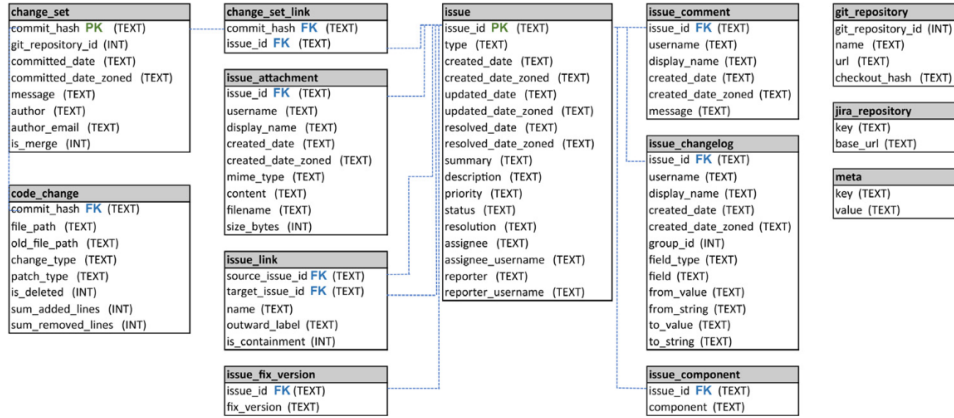 change_set
commit_hash PK (TEXT)
git_repository_id (INT)
committed_date (TEXT)
committed_date_zoned (TEXT)
message (TEXT)
author (TEXT)
author_email (TEXT)
is_merge (INT)
code_change
commit_hash FK (TEXT)
file_path (TEXT)
old_file_path (TEXT)
change_type (TEXT)
patch_type (TEXT)
is_deleted (INT)
sum_added_lines (INT)
sum_removed_lines (INT)
change_set_link
commit_hash FK (TEXT)
issue_id FK (TEXT)
issue_attachment
issue_id FK (TEXT)
username (TEXT)
display_name (TEXT)
created_date (TEXT)
created_date_zoned (TEXT)
mime_type (TEXT)
content (TEXT)
filename (TEXT)
size_bytes (INT)
issue_link
source_issue_id FK (TEXT)
target_issue_id FK (TEXT)
name (TEXT)
outward_label (TEXT)
is_containment (INT)
issue_fix_version
issue_id FK (TEXT)
fix_version (TEXT)
issue
issue_id PK (TEXT)
type (TEXT)
created_date (TEXT)
created_date_zoned (TEXT)
updated_date (TEXT)
updated_date_zoned (TEXT)
resolved_date (TEXT)
resolved_date_zoned (TEXT)
summary (TEXT)
description (TEXT)
priority (TEXT)
status (TEXT)
resolution (TEXT)
assignee (TEXT)
assignee_username (TEXT)
reporter (TEXT)
reporter_username (TEXT)
issue_comment
issue_id FK (TEXT)
username (TEXT)
display_name (TEXT)
created_date (TEXT)
created_date_zoned (TEXT)
message (TEXT)
issue_changelog
issue_id FK (TEXT)
username (TEXT)
display_name (TEXT)
created_date (TEXT)
created_date_zoned (TEXT)
group_id (INT)
field_type (TEXT)
field (TEXT)
from_value (TEXT)
from_string (TEXT)
to_value (TEXT)
to_string (TEXT)
issue_component
issue_id FK (TEXT)
component (TEXT)
git_repository
git_repository_id (INT)
name (TEXT)
url (TEXT)
checkout_hash (TEXT)
jira_repository
key (TEXT)
base_url (TEXT)
meta
key (TEXT)
value (TEXT)